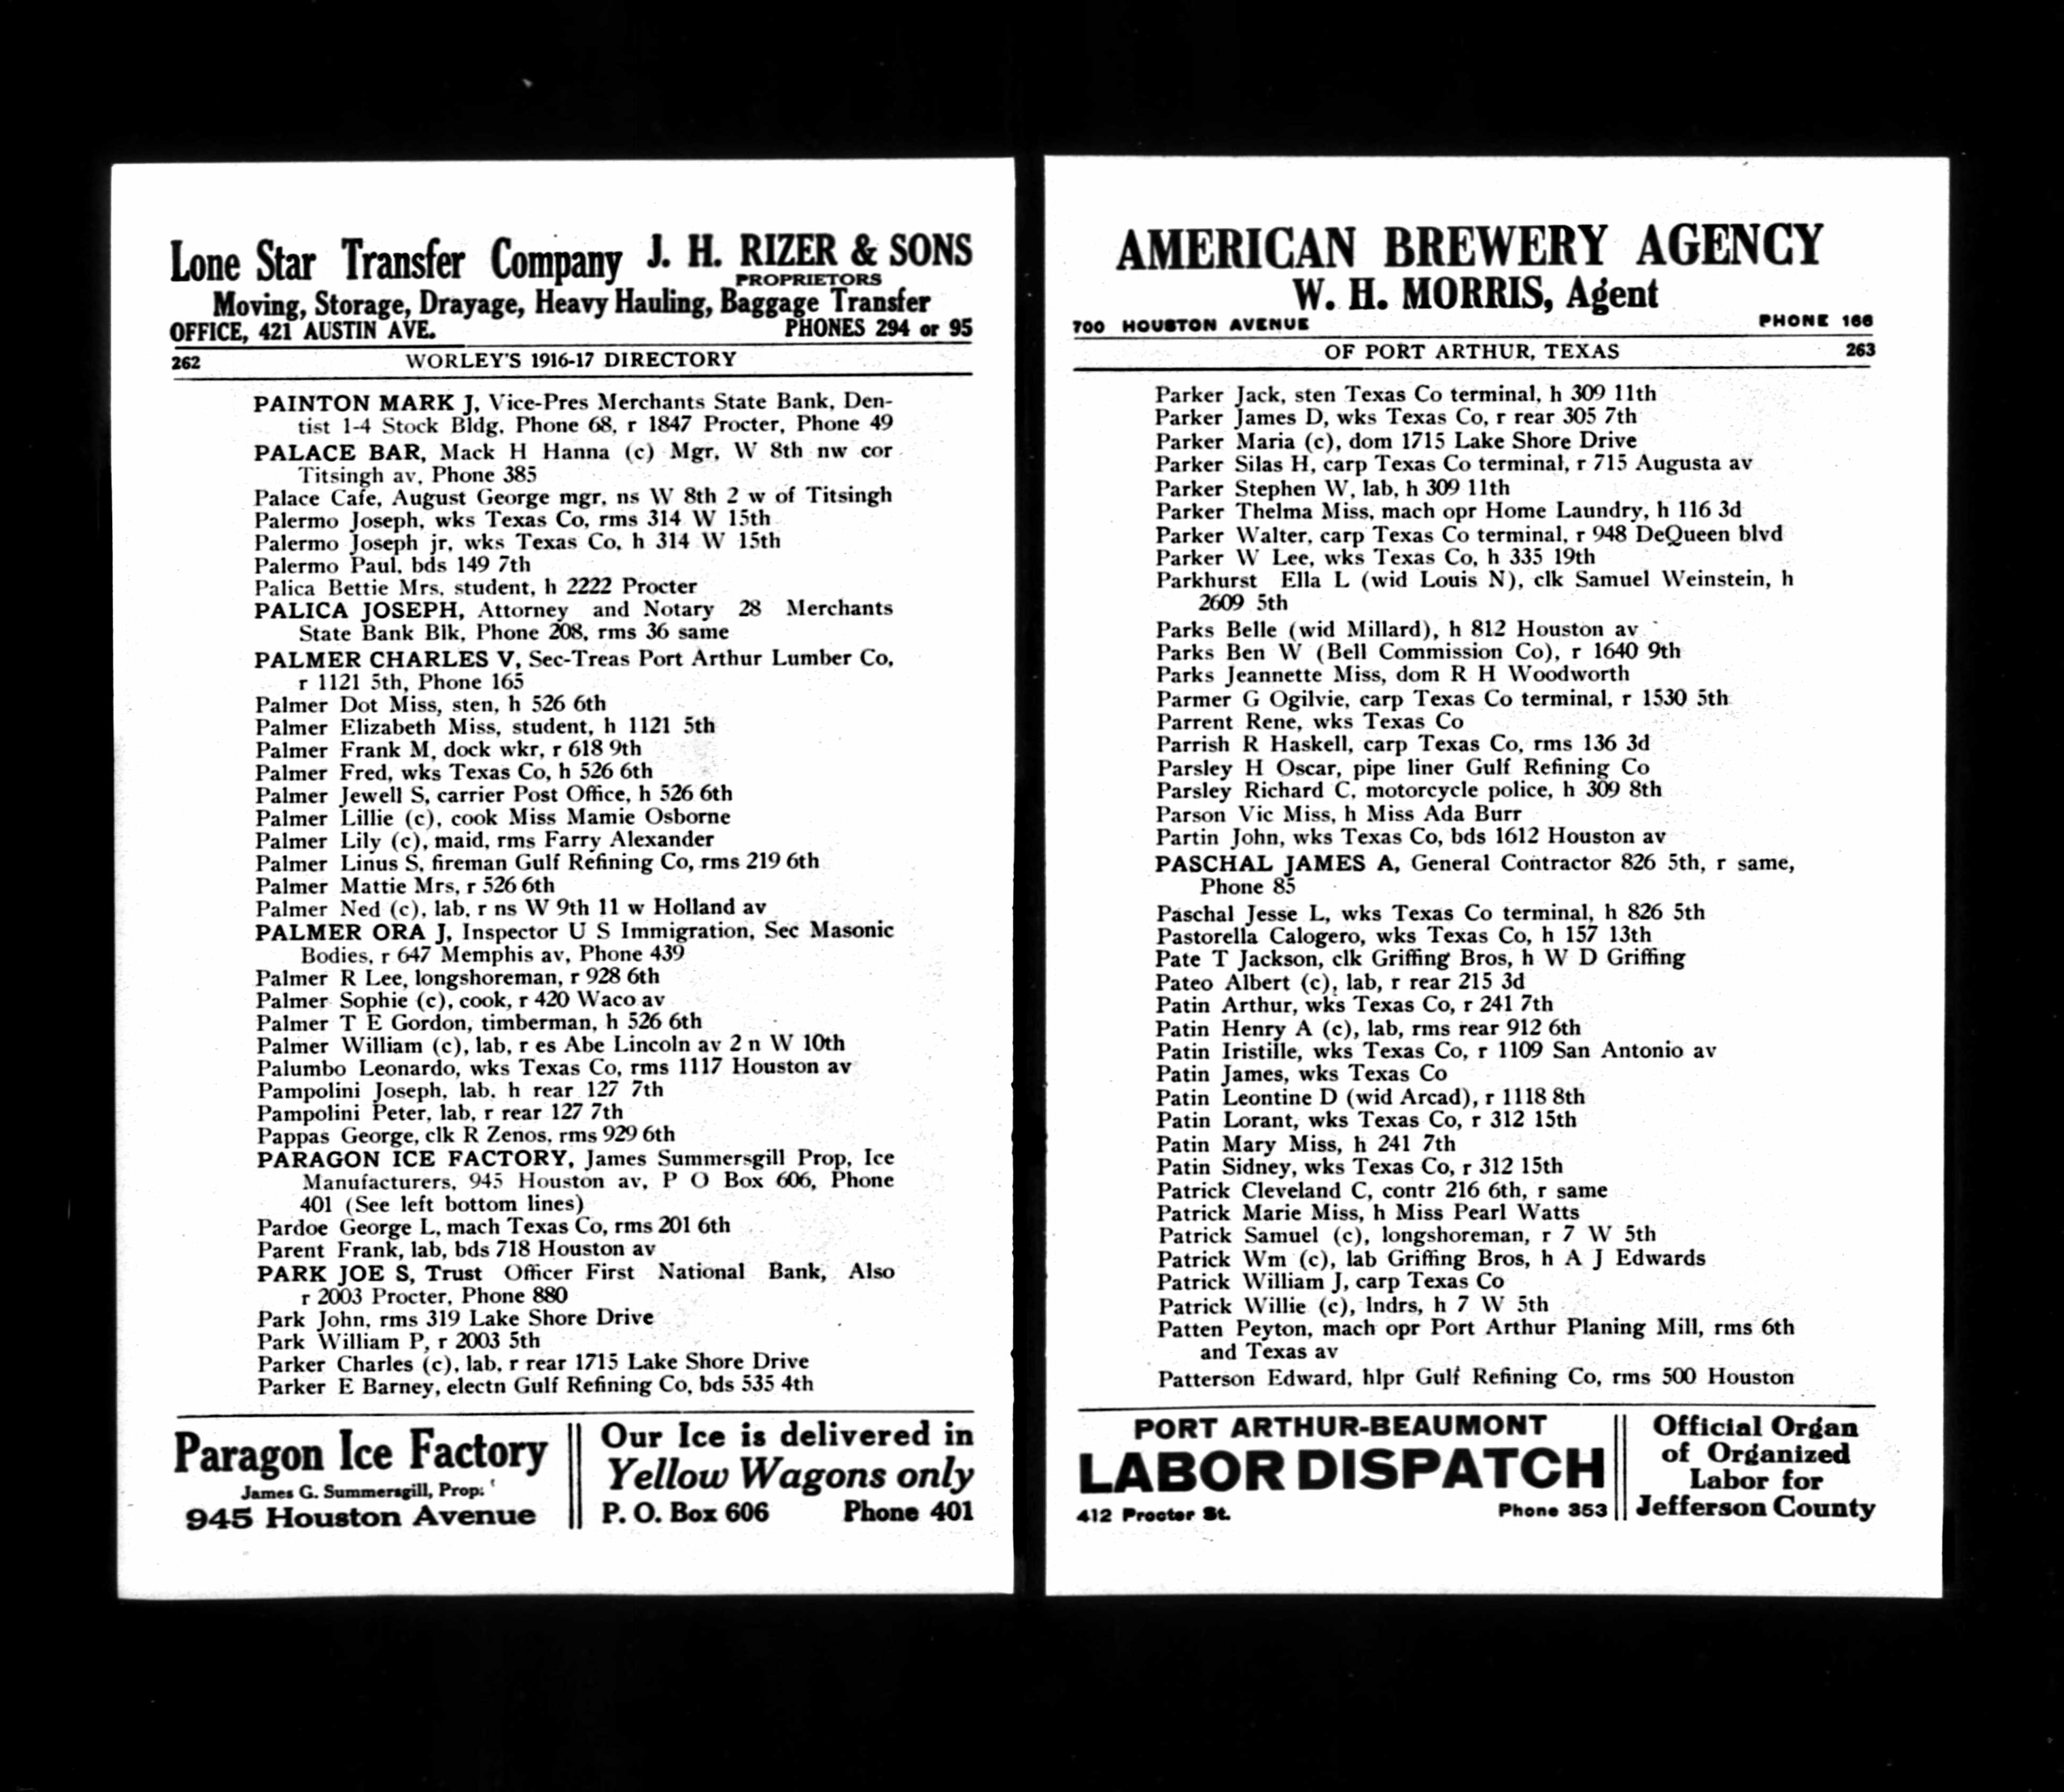 Lone Star Transfer Company J. H. RIZER & SONS
PROPRIETORS
Moving, Storage, Drayage, Heavy Hauling, Baggage Transfer
OFFICE, 421 AUSTIN AVE. PHONES 294 or 95
262 WORLEY'S 1916-17 DIRECTORY
PAINTON MARK J, Vice-Pres Merchants State Bank, Den-
tist 1-4 Stock Bldg, Phone 68, r 1847 Procter, Phone 49
PALACE BAR, Mack H Hanna (c) Mgr, W 8th nw cor
Titsingh av, Phone 385
Palace Cafe, August George mgr, ns W 8th 2 w of Titsingh
Palermo Joseph, wks Texas Co, rms 314 W 15th
Palermo Joseph jr, wks Texas Co, h 314 W 15th
Palermo Paul, bds 149 7th
Palica Bettie Mrs, student, h 2222 Procter
PALICA JOSEPH, Attorney and Notary 28 Merchants
State Bank Blk, Phone 208, rms 36 same
PALMER CHARLES V, Sec-Treas Port Arthur Lumber Co,
r 1121 5th, Phone 165
Palmer Dot Miss, sten, h 526 6th
Palmer Elizabeth Miss, student, h 1121 5th
Palmer Frank M, dock wkr, r 618 9th
Palmer Fred, wks Texas Co, h 526 6th
Palmer Jewell S, carrier Post Office, h 526 6th
Palmer Lillie (c), cook Miss Mamie Osborne
Palmer Lily (c), maid, rms Farry Alexander
Palmer Linus S, fireman Gulf Refining Co, rms 219 6th
Palmer Mattie Mrs, r 526 6th
Palmer Ned (c), lab, r ns W 9th 11 w Holland av
PALMER ORA J, Inspector U S Immigration, Sec Masonic
Bodies, r 647 Memphis av, Phone 439
Palmer R Lee, longshoreman, r 928 6th
Palmer Sophie (c), cook, r 420 Waco av
Palmer T E Gordon, timberman, h 526 6th
Palmer William (c), lab, r es Abe Lincoln av 2 n W 10th
Palumbo Leonardo, wks Texas Co, rms 1117 Houston av
Pampolini Joseph, lab, h rear 127 7th
Pampolini Peter, lab, r rear 127 7th
Pappas George, clk R Zenos, rms 929 6th
PARAGON ICE FACTORY, James Summersgill Prop, Ice
Manufacturers, 945 Houston av, P O Box 606, Phone
401 (See left bottom lines)
Pardoe George L, mach Texas Co, rms 201 6th
Parent Frank, lab, bds 718 Houston av
PARK JOE S, Trust Officer First National Bank, Also
r 2003 Procter, Phone 880
Park John, rms 319 Lake Shore Drive
Park William P, r 2003 5th
Parker Charles (c), lab, r rear 1715 Lake Shore Drive
Parker E Barney, electn Gulf Refining Co, bds 535 4th
Paragon Ice Factory
James G. Summersgill, Prop.
945 Houston Avenue
Our Ice is delivered in
Yellow Wagons only
P. O. Box 606 Phone 401
AMERICAN BREWERY AGENCY
W. H. MORRIS, Agent
700 HOUSTON AVENUE PHONE 166
OF PORT ARTHUR, TEXAS 263
Parker Jack, sten Texas Co terminal, h 309 11th
Parker James D, wks Texas Co, r rear 305 7th
Parker Maria (c), dom 1715 Lake Shore Drive
Parker Silas H, carp Texas Co terminal, r 715 Augusta av
Parker Stephen W, lab, h 309 11th
Parker Thelma Miss, mach opr Home Laundry, h 116 3d
Parker Walter, carp Texas Co terminal, r 948 DeQueen blvd
Parker W Lee, wks Texas Co, h 335 19th
Parkhurst Ella L (wid Louis N), clk Samuel Weinstein, h
2609 5th
Parks Belle (wid Millard), h 812 Houston av
Parks Ben W (Bell Commission Co), r 1640 9th
Parks Jeannette Miss, dom R H Woodworth
Parmer G Ogilvie, carp Texas Co terminal, r 1530 5th
Parrent Rene, wks Texas Co
Parrish R Haskell, carp Texas Co, rms 136 3d
Parsley H Oscar, pipe liner Gulf Refining Co
Parsley Richard C, motorcycle police, h 309 8th
Parson Vic Miss, h Miss Ada Burr
Partin John, wks Texas Co, bds 1612 Houston av
PASCHAL JAMES A, General Contractor 826 5th, r same,
Phone 85
Paschal Jesse L, wks Texas Co terminal, h 826 5th
Pastorella Calogero, wks Texas Co, h 157 13th
Pate T Jackson, clk Griffing Bros, h W D Griffing
Pateo Albert (c), lab, r rear 215 3d
Patin Arthur, wks Texas Co, r 241 7th
Patin Henry A (c), lab, rms rear 912 6th
Patin Iristille, wks Texas Co, r 1109 San Antonio av
Patin James, wks Texas Co
Patin Leontine D (wid Arcad), r 1118 8th
Patin Lorant, wks Texas Co, r 312 15th
Patin Mary Miss, h 241 7th
Patin Sidney, wks Texas Co, r 312 15th
Patrick Cleveland C, contr 216 6th, r same
Patrick Marie Miss, h Miss Pearl Watts
Patrick Samuel (c), longshoreman, r 7 W 5th
Patrick Wm (c), lab Griffing Bros, h A J Edwards
Patrick William J, carp Texas Co
Patrick Willie (c), lndrs, h 7 W 5th
Patten Peyton, mach opr Port Arthur Planing Mill, rms 6th
and Texas av
Patterson Edward, hlpr Gulf Refining Co, rms 500 Houston
PORT ARTHUR-BEAUMONT
LABOR DISPATCH
412 Procter St. Phone 353
Official Organ
of Organized
Labor for
Jefferson County